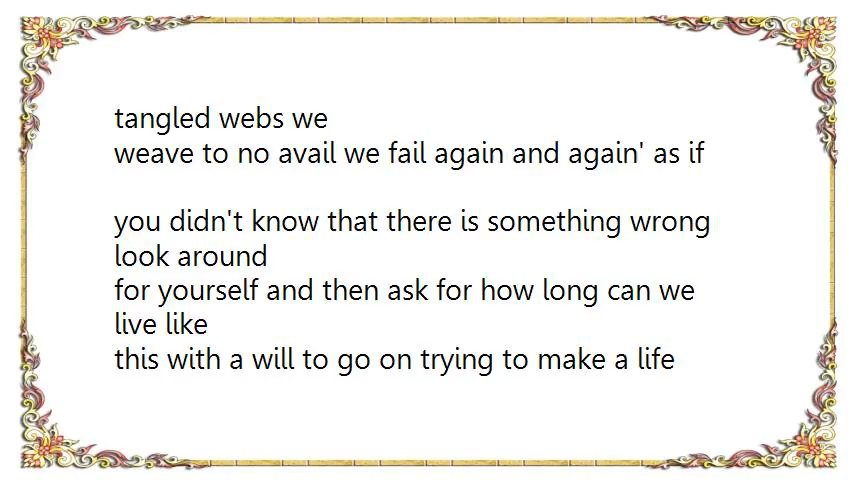 tangled webs we
weave to no avail we fail again and again' as if
you didn't know that there is something wrong
look around
for yourself and then ask for how long can we
live like
this with a will to go on trying to make a life